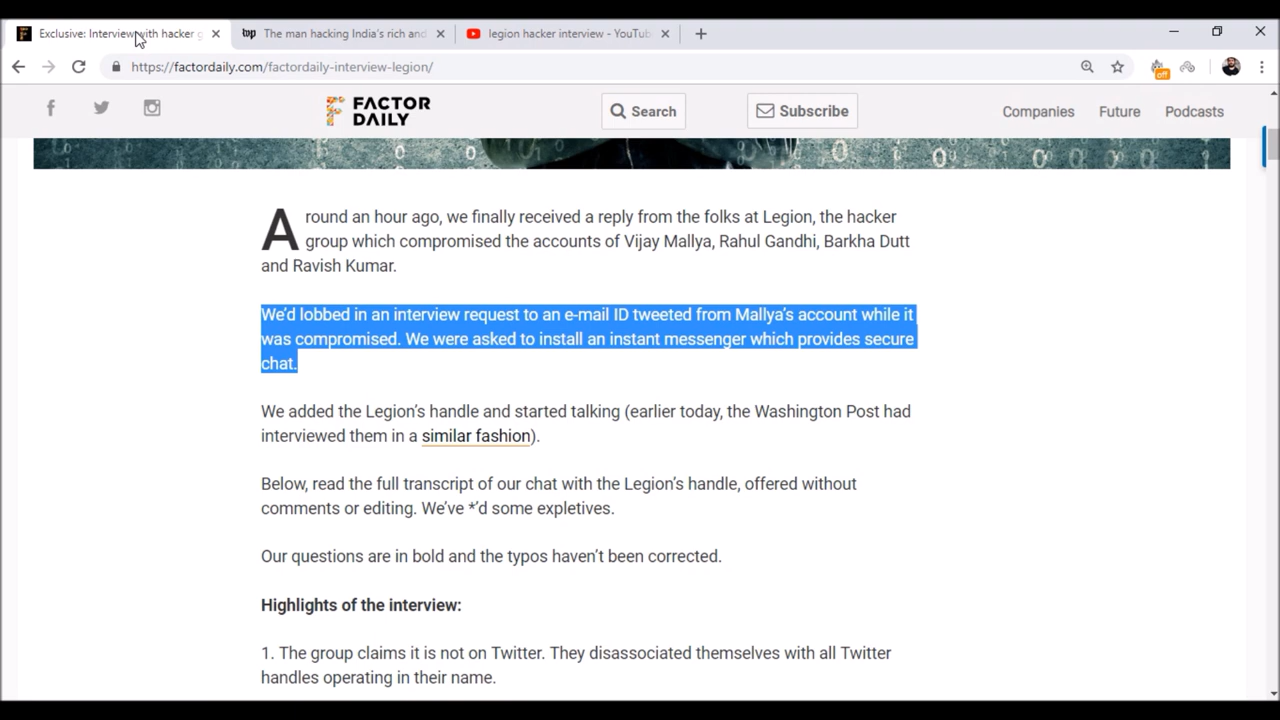 Exclusive: Interview with hacker g
The man hacking India's rich and
legion hacker interview - YouTube
https://factordaily.com/factordaily-interview-legion/
off
FACTOR
DAILY
Search
Subscribe
Companies
Future
Podcasts
Around an hour ago, we finally received a reply from the folks at Legion, the hacker
group which compromised the accounts of Vijay Mallya, Rahul Gandhi, Barkha Dutt
and Ravish Kumar.
We'd lobbed in an interview request to an e-mail ID tweeted from Mallya's account while it
was compromised. We were asked to install an instant messenger which provides secure
chat.
We added the Legion's handle and started talking (earlier today, the Washington Post had
interviewed them in a similar fashion).
Below, read the full transcript of our chat with the Legion's handle, offered without
comments or editing. We've *'d some expletives.
Our questions are in bold and the typos haven't been corrected.
Highlights of the interview:
1. The group claims it is not on Twitter. They disassociated themselves with all Twitter
handles operating in their name.